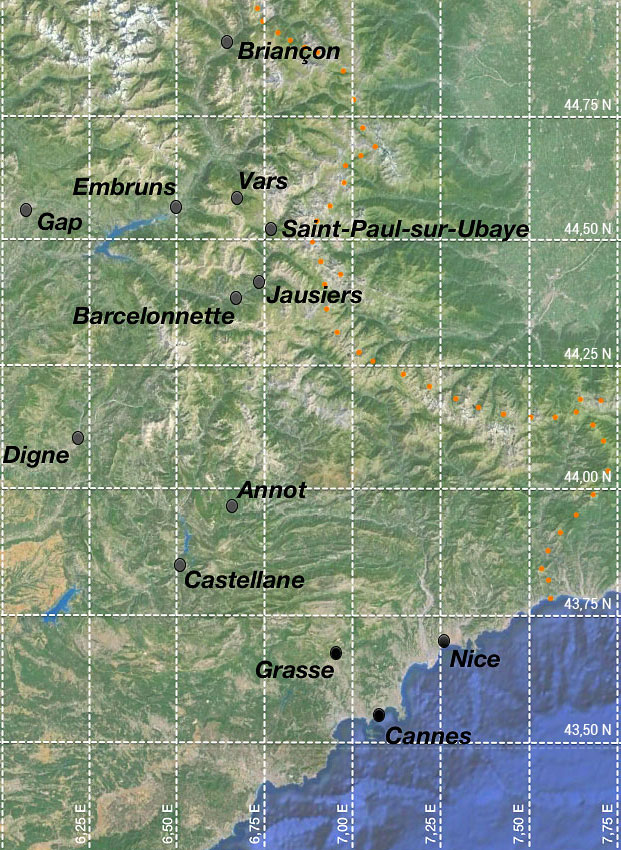 Briançon
44,75 N
Vars
Embruns
Gap
Saint-Paul-sur-Ubaye
44,50 N
Jausiers
Barcelonnette
44,25 N
Digne
44,00 N
Annot
Castellane
43,75 N
Grasse
Nice
43,50 N
Cannes
6,25 E
6,50 E
6,75 E
7,00 E
7,25 E
7,50 E
7,75 E